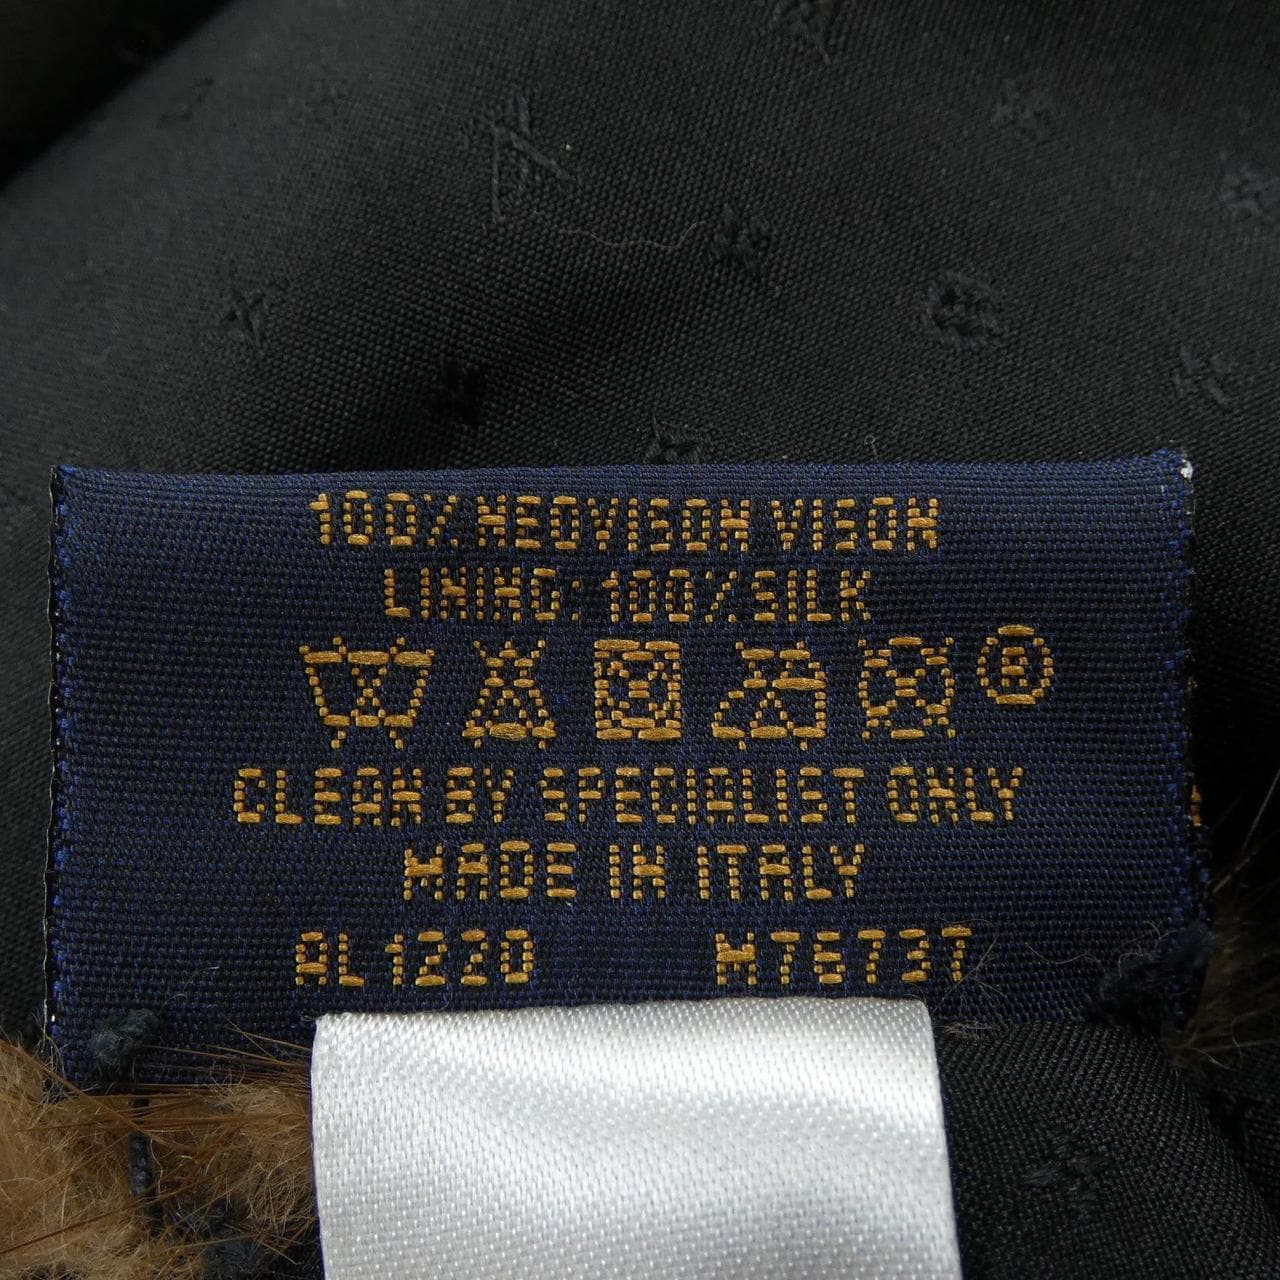 100% NEOVISON VISON
LINING: 100% SILK
R
CLEAN BY SPECIALIST ONLY
MADE IN ITALY
AL1220 M76737